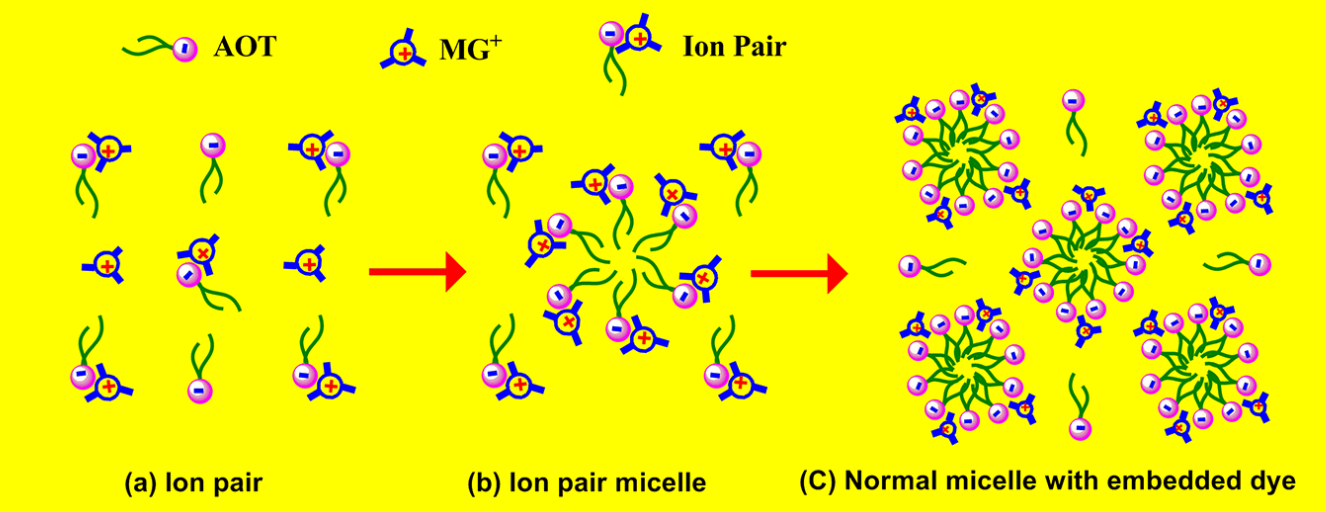 AOT
MG+
Ion Pair
(a) Ion pair
(b) Ion pair micelle
(C) Normal micelle with embedded dye